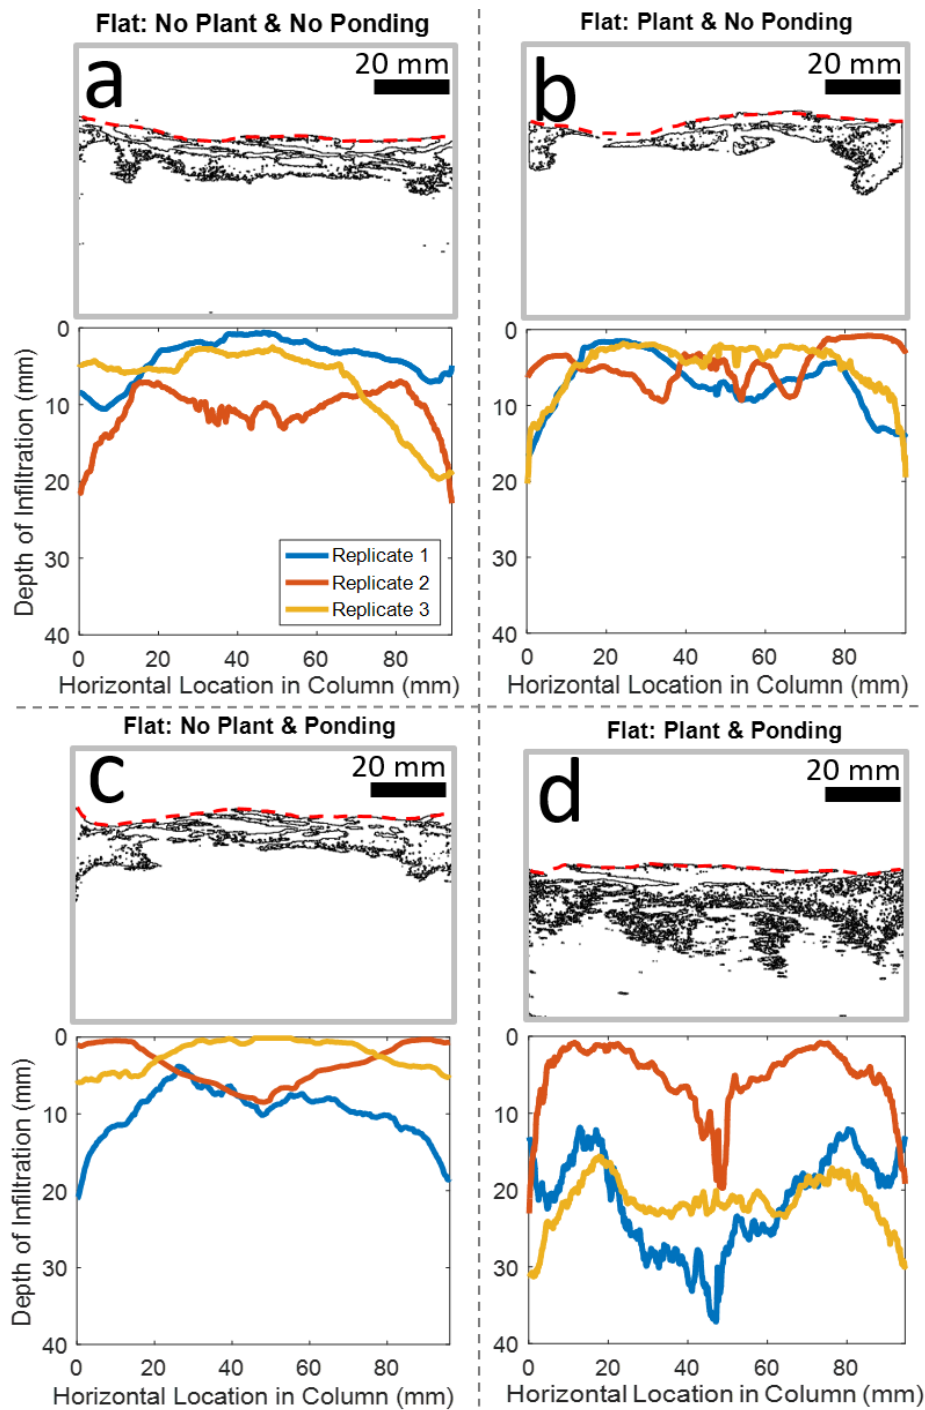 Flat: No Plant & No Ponding
a
20 mm
0
10
20
30
40
Depth of Infiltration (mm)
Replicate 1
Replicate 2
Replicate 3
0 20 40 60 80
Horizontal Location in Column (mm)
Flat: Plant & No Ponding
b
20 mm
0
10
20
30
40
0 20 40 60 80
Horizontal Location in Column (mm)
Flat: No Plant & Ponding
c
20 mm
0
10
20
30
40
Depth of Infiltration (mm)
0 20 40 60 80
Horizontal Location in Column (mm)
Flat: Plant & Ponding
d
20 mm
0
10
20
30
40
0 20 40 60 80
Horizontal Location in Column (mm)